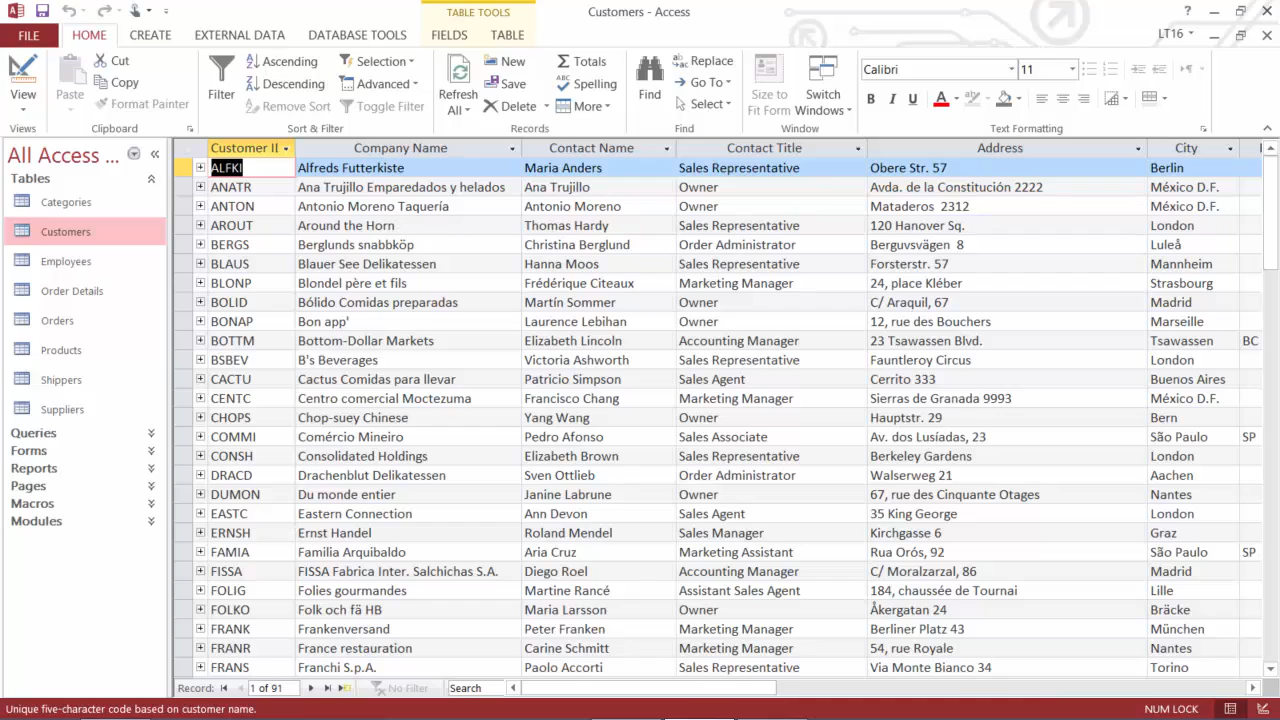 TABLE TOOLS
Customers - Access
?
FILE HOME CREATE EXTERNAL DATA DATABASE TOOLS FIELDS TABLE LT16
View
Views
Paste
Cut
Copy
Format Painter
Clipboard
Filter
Ascending
Descending
Remove Sort
Selection
Advanced
Toggle Filter
Sort & Filter
Refresh
All
New
Save
Delete
Totals
Spelling
More
Records
Find
Replace
Go To
Select
Find
Size to
Fit Form
Switch
Windows
Window
Calibri 11
B I U A
Text Formatting
All Access ...
Tables
Categories
Customers
Employees
Order Details
Orders
Products
Shippers
Suppliers
Queries
Forms
Reports
Pages
Macros
Modules
Customer II Company Name Contact Name Contact Title Address City
ALFKI Alfreds Futterkiste Maria Anders Sales Representative Obere Str. 57 Berlin
ANATR Ana Trujillo Emparedados y helados Ana Trujillo Owner Avda. de la Constitución 2222 México D.F.
ANTON Antonio Moreno Taquería Antonio Moreno Owner Mataderos 2312 México D.F.
AROUT Around the Horn Thomas Hardy Sales Representative 120 Hanover Sq. London
BERGS Berglunds snabbköp Christina Berglund Order Administrator Berguvsvägen 8 Luleå
BLAUS Blauer See Delikatessen Hanna Moos Sales Representative Forsterstr. 57 Mannheim
BLONP Blondel père et fils Frédérique Citeaux Marketing Manager 24, place Kléber Strasbourg
BOLID Bólido Comidas preparadas Martín Sommer Owner C/ Araquil, 67 Madrid
BONAP Bon app' Laurence Lebihan Owner 12, rue des Bouchers Marseille
BOTTM Bottom-Dollar Markets Elizabeth Lincoln Accounting Manager 23 Tsawassen Blvd. Tsawassen BC
BSBEV B's Beverages Victoria Ashworth Sales Representative Fauntleroy Circus London
CACTU Cactus Comidas para llevar Patricio Simpson Sales Agent Cerrito 333 Buenos Aires
CENTC Centro comercial Moctezuma Francisco Chang Marketing Manager Sierras de Granada 9993 México D.F.
CHOPS Chop-suey Chinese Yang Wang Owner Hauptstr. 29 Bern
COMMI Comércio Mineiro Pedro Afonso Sales Associate Av. dos Lusíadas, 23 São Paulo SP
CONSH Consolidated Holdings Elizabeth Brown Sales Representative Berkeley Gardens London
DRACD Drachenblut Delikatessen Sven Ottlieb Order Administrator Walserweg 21 Aachen
DUMON Du monde entier Janine Labrune Owner 67, rue des Cinquante Otages Nantes
EASTC Eastern Connection Ann Devon Sales Agent 35 King George London
ERNSH Ernst Handel Roland Mendel Sales Manager Kirchgasse 6 Graz
FAMIA Familia Arquibaldo Aria Cruz Marketing Assistant Rua Orós, 92 São Paulo SP
FISSA FISSA Fabrica Inter. Salchichas S.A. Diego Roel Accounting Manager C/ Moralzarzal, 86 Madrid
FOLIG Folies gourmandes Martine Rancé Assistant Sales Agent 184, chaussée de Tournai Lille
FOLKO Folk och fä HB Maria Larsson Owner Åkergatan 24 Bräcke
FRANK Frankenversand Peter Franken Marketing Manager Berliner Platz 43 München
FRANR France restauration Carine Schmitt Marketing Manager 54, rue Royale Nantes
FRANS Franchi S.p.A. Paolo Accorti Sales Representative Via Monte Bianco 34 Torino
Record: 1 of 91 No Filter Search
Unique five-character code based on customer name. NUM LOCK